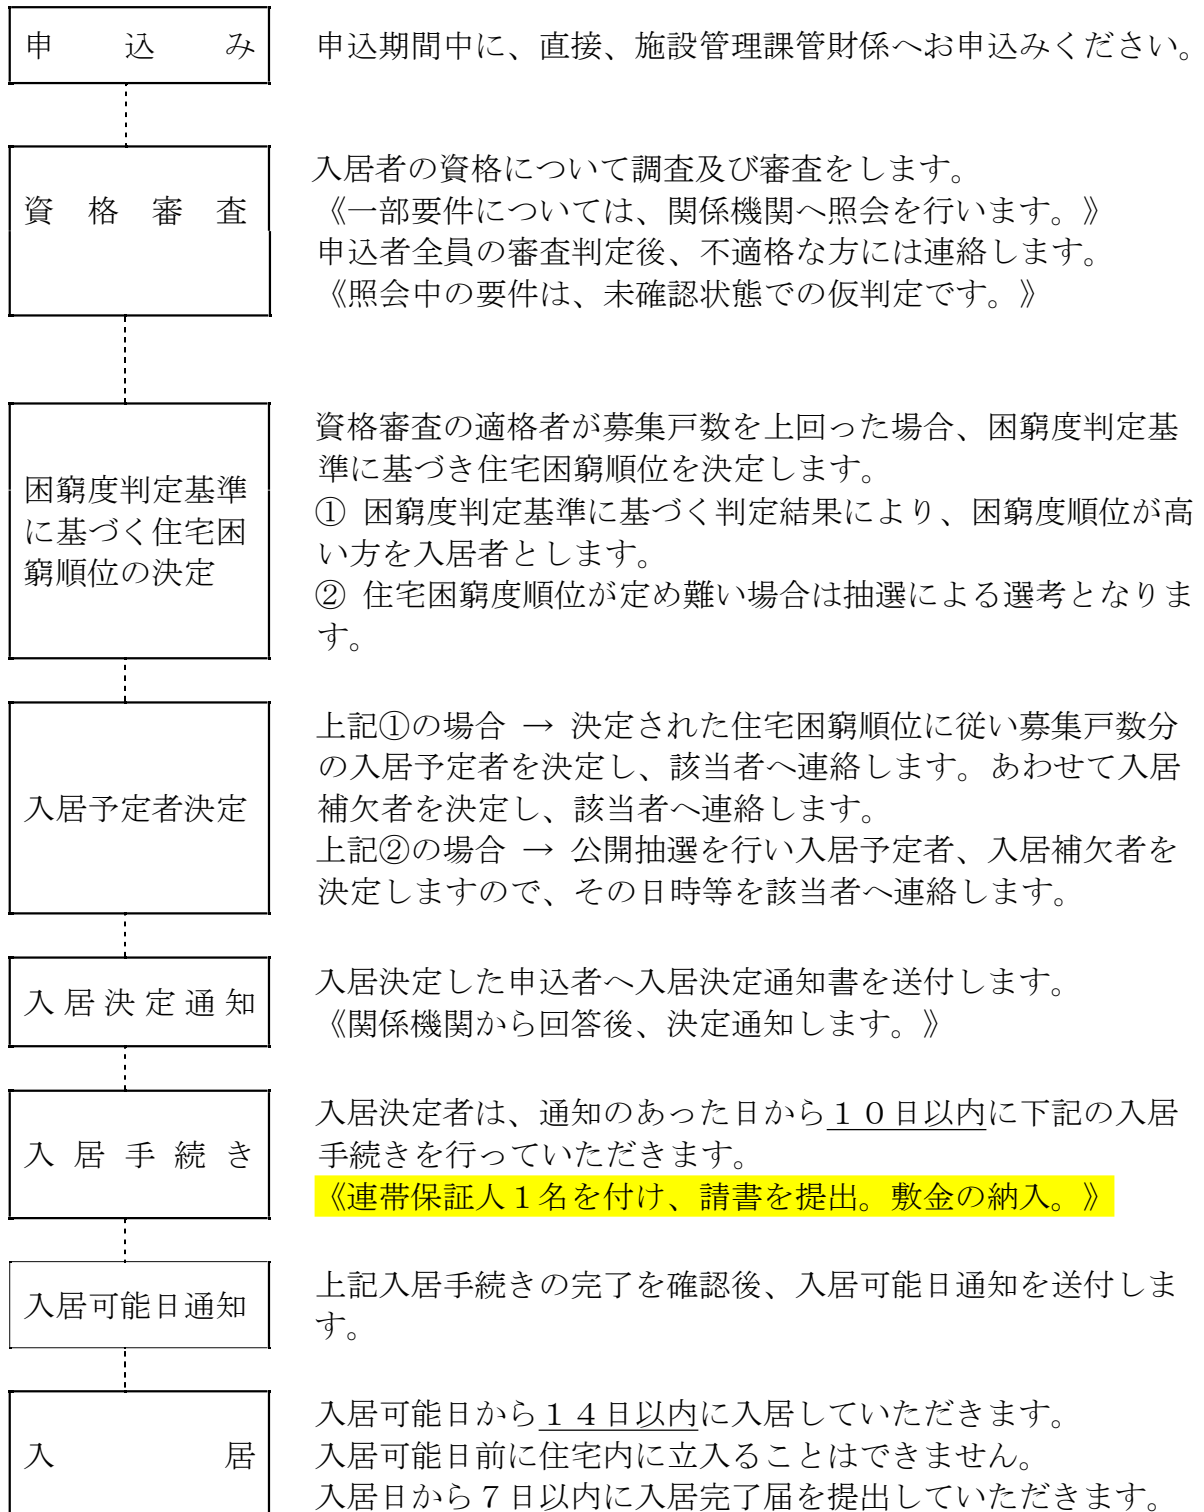 申込み
申込期間中に、直接、施設管理課管財係へお申込みください。
資格審査
入居者の資格について調査及び審査をします。
《一部要件については、関係機関へ照会を行います。》
申込者全員の審査判定後、不適格な方には連絡します。
《照会中の要件は、未確認状態での仮判定です。》
困窮度判定基準
に基づく住宅困
窮順位の決定
資格審査の適格者が募集戸数を上回った場合、困窮度判定基
準に基づき住宅困窮順位を決定します。
① 困窮度判定基準に基づく判定結果により、困窮度順位が高
い方を入居者とします。
② 住宅困窮度順位が定め難い場合は抽選による選考となりま
す。
入居予定者決定
上記①の場合 → 決定された住宅困窮順位に従い募集戸数分
の入居予定者を決定し、該当者へ連絡します。あわせて入居
補欠者を決定し、該当者へ連絡します。
上記②の場合 → 公開抽選を行い入居予定者、入居補欠者を
決定しますので、その日時等を該当者へ連絡します。
入居決定通知
入居決定した申込者へ入居決定通知書を送付します。
《関係機関から回答後、決定通知します。》
入居手続き
入居決定者は、通知のあった日から１０日以内に下記の入居
手続きを行っていただきます。
《連帯保証人１名を付け、請書を提出。敷金の納入。》
入居可能日通知
上記入居手続きの完了を確認後、入居可能日通知を送付しま
す。
入居
入居可能日から１４日以内に入居していただきます。
入居可能日前に住宅内に立入ることはできません。
入居日から７日以内に入居完了届を提出していただきます。